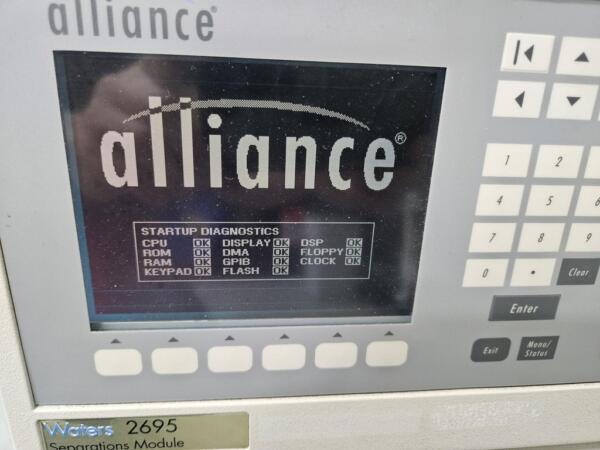 alliance®
alliance®
STARTUP DIAGNOSTICS
CPU OK DISPLAY OK DSP OK
ROM OK DMA OK FLOPPY OK
RAM OK GPIB OK CLOCK OK
KEYPAD OK FLASH OK
1 2
4 5 6
7 8 9
0 • Clear
Enter
Exit Menu/
Status
Waters 2695
Separations Module